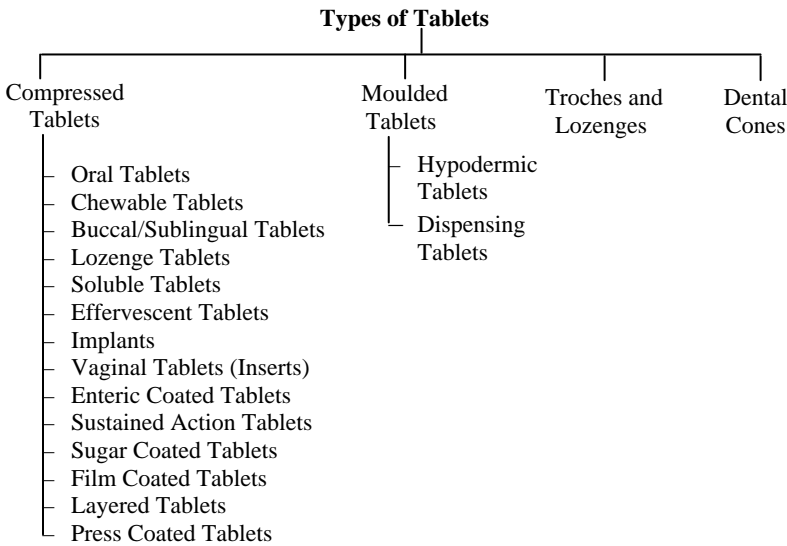 Types of Tablets
Compressed
Tablets
Oral Tablets
Chewable Tablets
Buccal/Sublingual Tablets
Lozenge Tablets
Soluble Tablets
Effervescent Tablets
Implants
Vaginal Tablets (Inserts)
Enteric Coated Tablets
Sustained Action Tablets
Sugar Coated Tablets
Film Coated Tablets
Layered Tablets
Press Coated Tablets
Moulded
Tablets
Hypodermic
Tablets
Dispensing
Tablets
Troches and
Lozenges
Dental
Cones